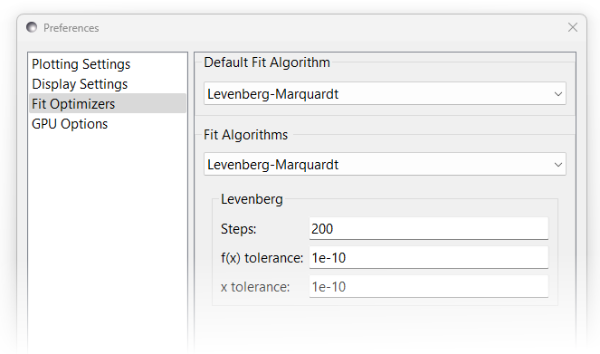 Preferences
Plotting Settings
Display Settings
Fit Optimizers
GPU Options
Default Fit Algorithm
Levenberg-Marquardt
Fit Algorithms
Levenberg-Marquardt
Levenberg
Steps: 200
f(x) tolerance: 1e-10
x tolerance: 1e-10